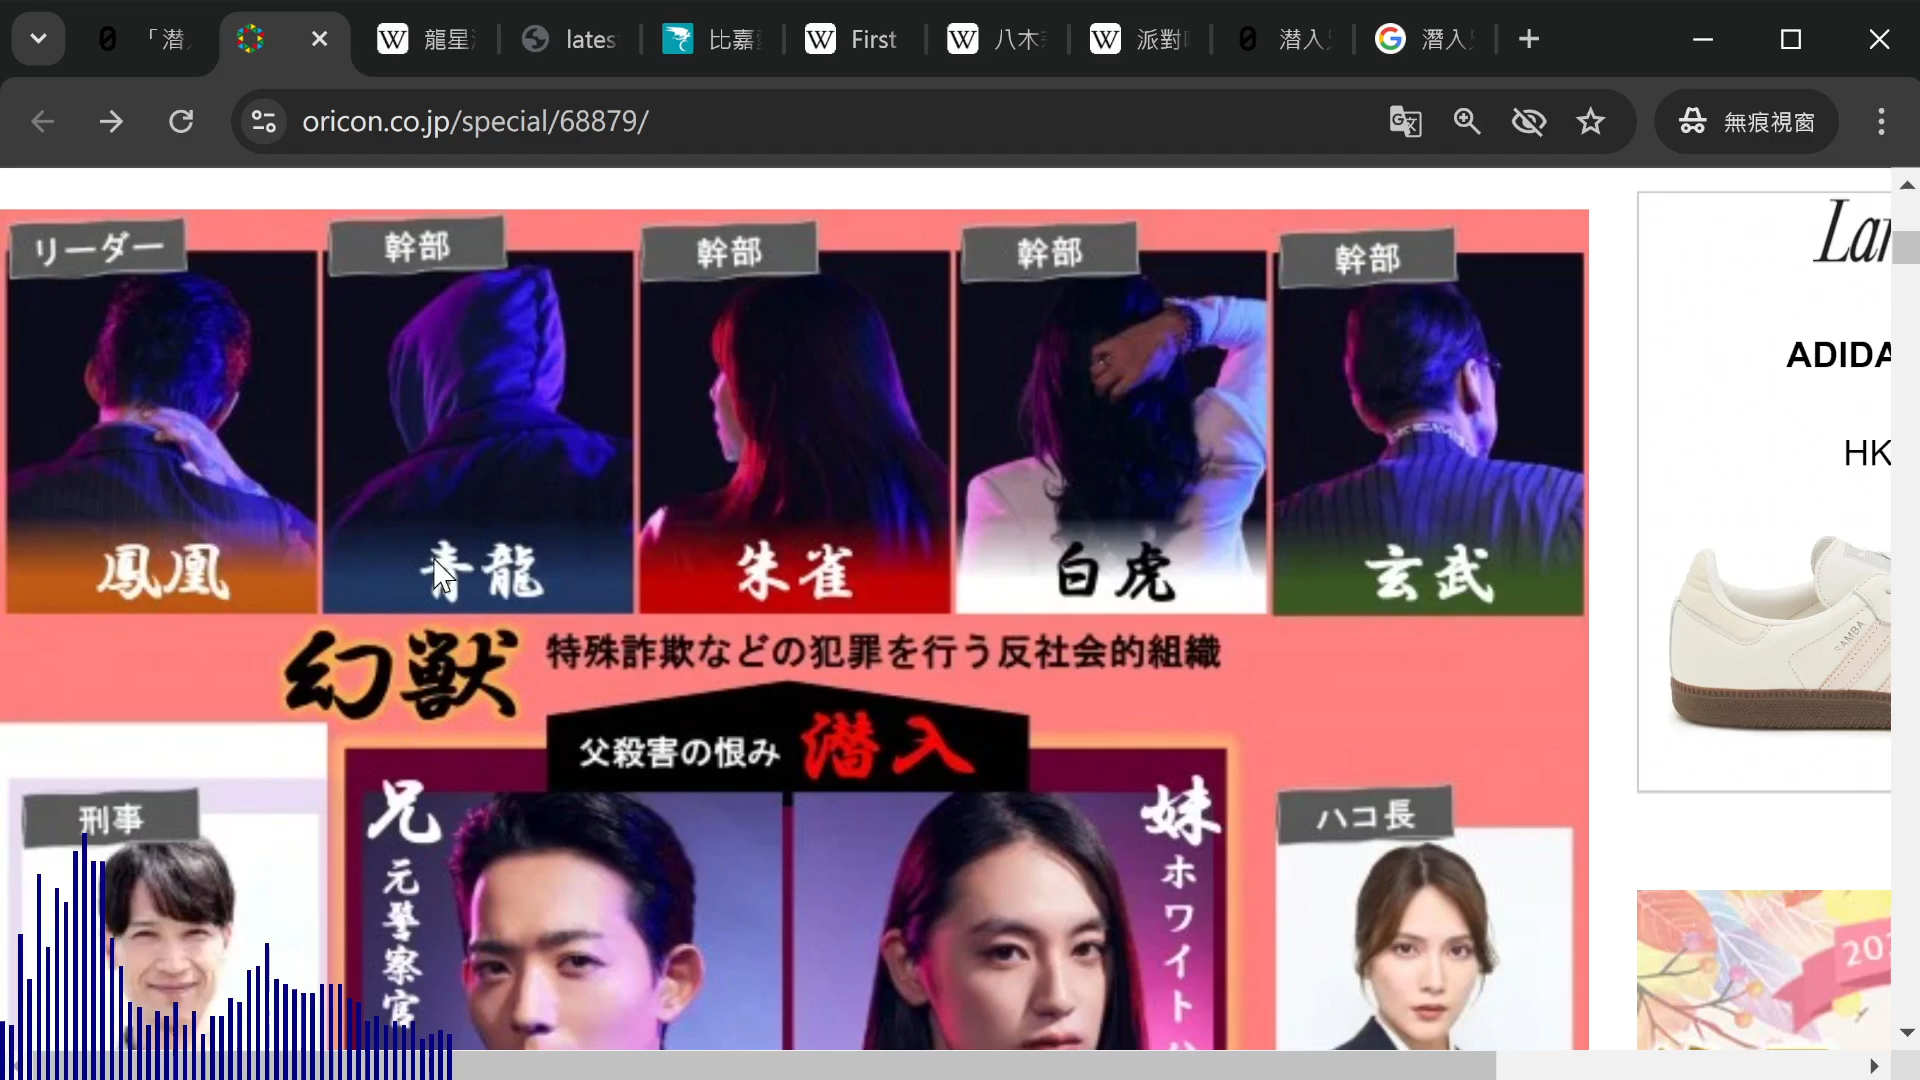 「潜
龍星
lates
比嘉
First
八木
派對
潜入
潛入
oricon.co.jp/special/68879/
無痕視窗
リーダー
幹部
幹部
幹部
幹部
鳳凰
青龍
朱雀
白虎
玄武
幻獣
特殊詐欺などの犯罪を行う反社会的組織
父殺害の恨み 潜入
刑事
兄
元警察官
妹
ホワイトハ
ハコ長
Lan
ADIDA
HK
SAMBA
202